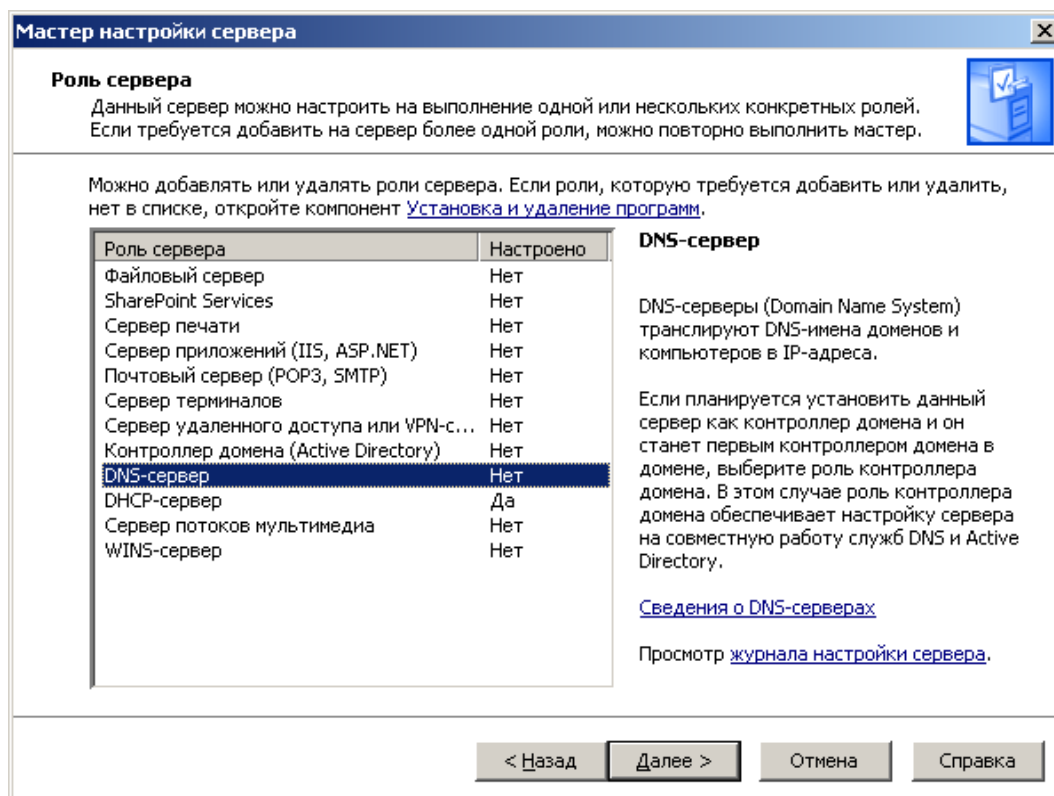 Мастер настройки сервера
Роль сервера
Данный сервер можно настроить на выполнение одной или нескольких конкретных ролей.
Если требуется добавить на сервер более одной роли, можно повторно выполнить мастер.
Можно добавлять или удалять роли сервера. Если роли, которую требуется добавить или удалить,
нет в списке, откройте компонент Установка и удаление программ.
Роль сервера Настроено
Файловый сервер Нет
SharePoint Services Нет
Сервер печати Нет
Сервер приложений (IIS, ASP.NET) Нет
Почтовый сервер (POP3, SMTP) Нет
Сервер терминалов Нет
Сервер удаленного доступа или VPN-с... Нет
Контроллер домена (Active Directory) Нет
DNS-сервер Нет
DHCP-сервер Да
Сервер потоков мультимедиа Нет
WINS-сервер Нет
DNS-сервер
DNS-серверы (Domain Name System)
транслируют DNS-имена доменов и
компьютеров в IP-адреса.
Если планируется установить данный
сервер как контроллер домена и он
станет первым контроллером домена в
домене, выберите роль контроллера
домена. В этом случае роль контроллера
домена обеспечивает настройку сервера
на совместную работу служб DNS и Active
Directory.
Сведения о DNS-серверах
Просмотр журнала настройки сервера.
< Назад Далее > Отмена Справка